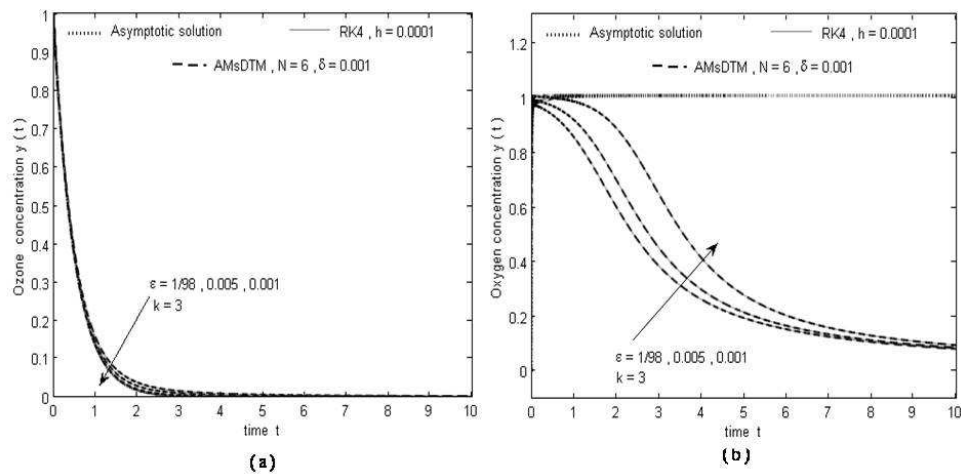 Asymptotic solution
RK4 , h = 0.0001
AMsDTM , N = 6 , δ = 0.001
Ozone concentration y ( t )
1
0.9
0.8
0.7
0.6
0.5
0.4
0.3
0.2
0.1
0
ε = 1/98 , 0.005 , 0.001
k = 3
0 1 2 3 4 5 6 7 8 9 10
time t
(a)
Asymptotic solution
RK4 , h = 0.0001
AMsDTM , N = 6 , δ = 0.001
Oxygen concentration y ( t )
1.2
1
0.8
0.6
0.4
0.2
0
ε = 1/98 , 0.005 , 0.001
k = 3
0 1 2 3 4 5 6 7 8 9 10
time t
(b)